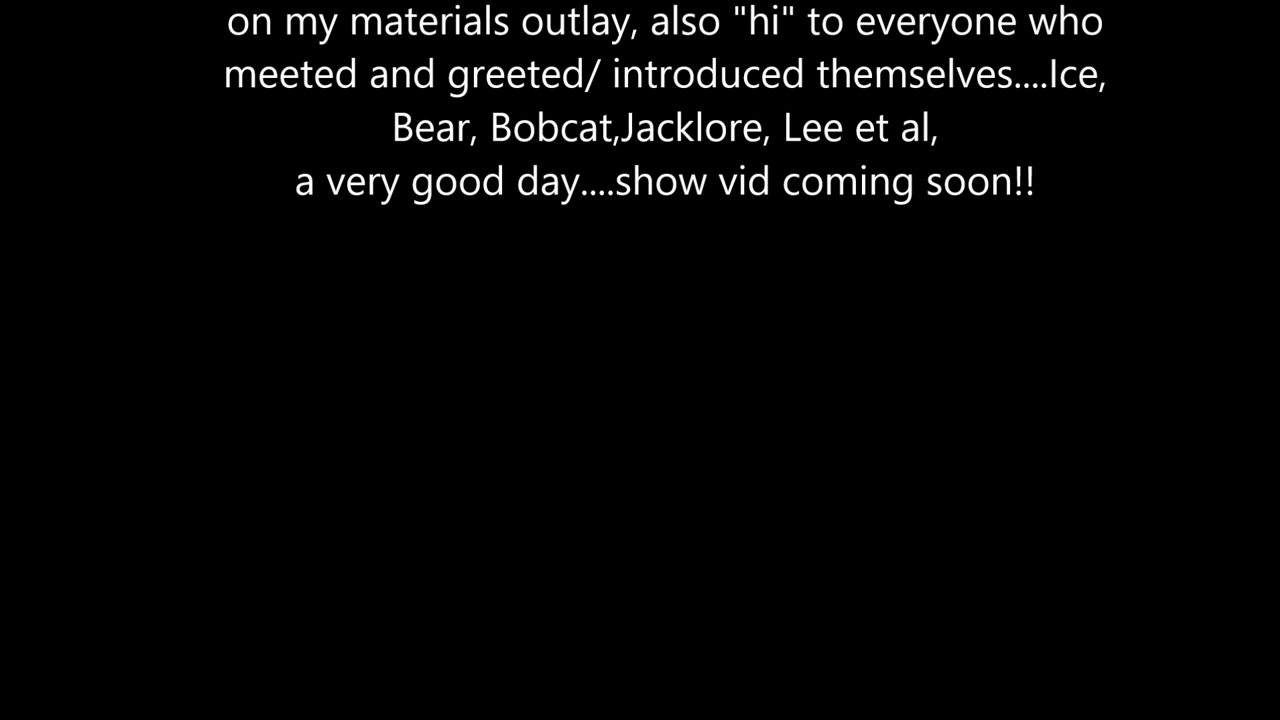 on my materials outlay, also "hi" to everyone who
meeted and greeted/ introduced themselves....Ice,
Bear, Bobcat,Jacklore, Lee et al,
a very good day....show vid coming soon!!